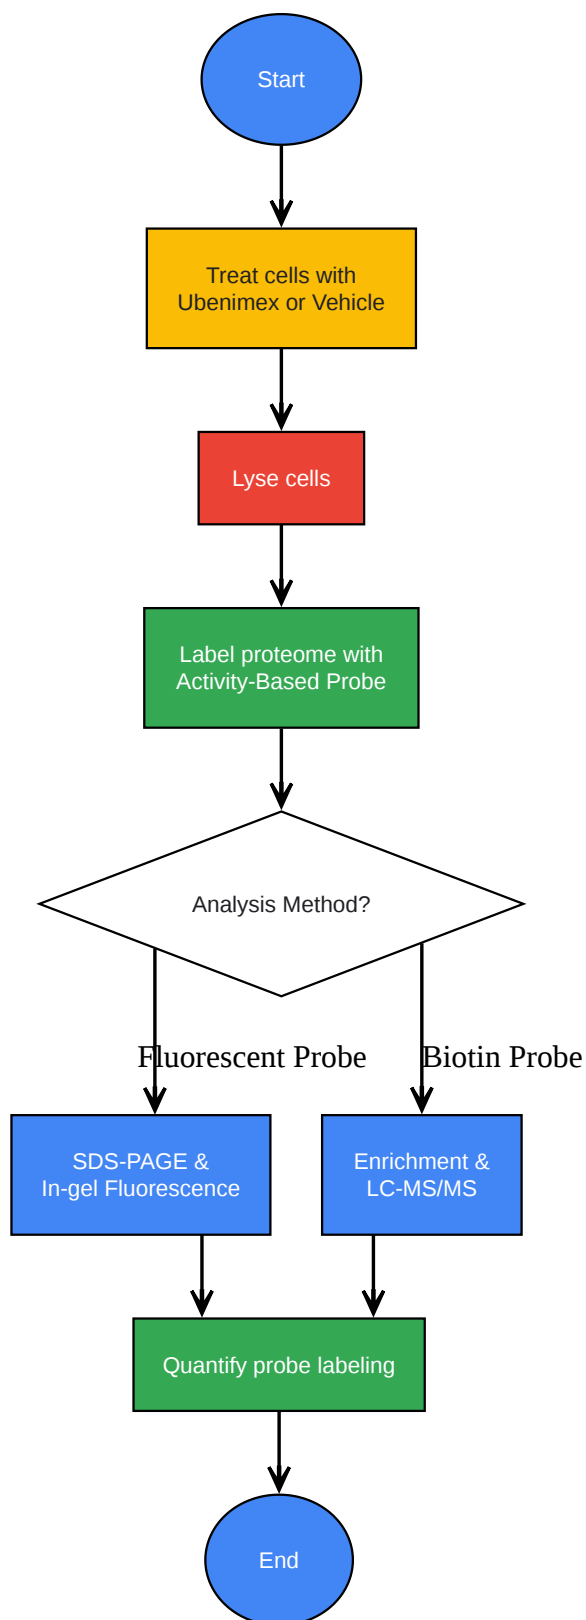 Start
Treat cells with
Ubenimex or Vehicle
Lyse cells
Label proteome with
Activity-Based Probe
Analysis Method?
Fluorescent Probe
Biotin Probe
SDS-PAGE &
In-gel Fluorescence
Enrichment &
LC-MS/MS
Quantify probe labeling
End